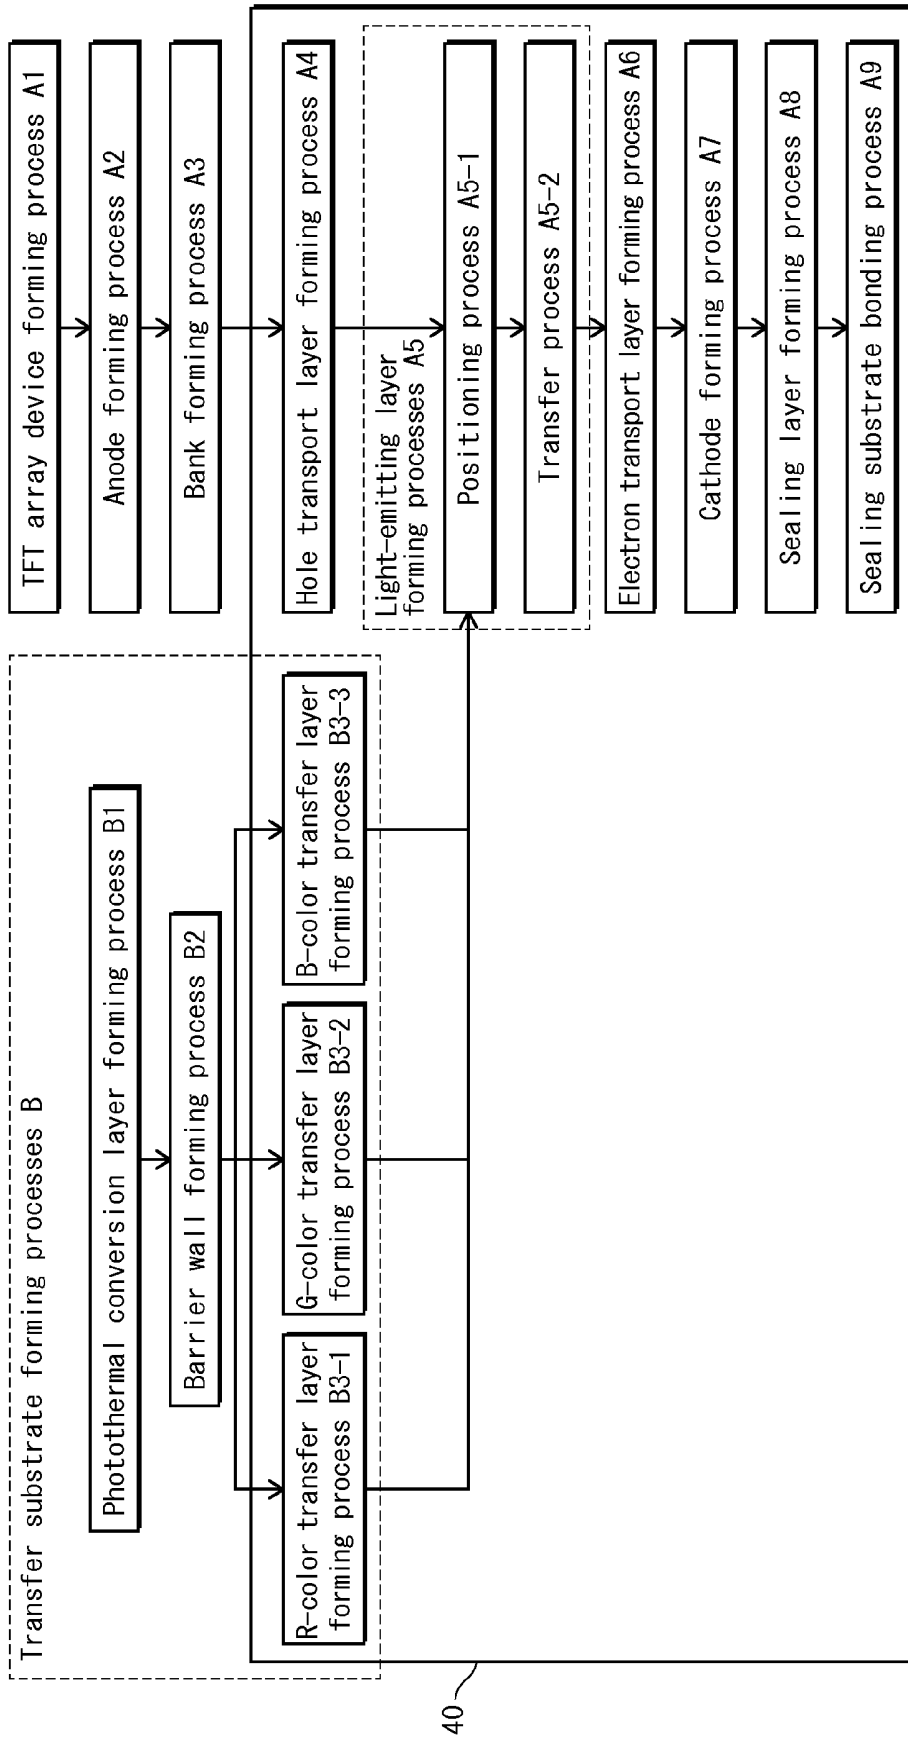 Transfer substrate forming processes B
Photothermal conversion layer forming process B1
Barrier wall forming process B2
R-color transfer layer
forming process B3-1
G-color transfer layer
forming process B3-2
B-color transfer layer
forming process B3-3
TFT array device forming process A1
Anode forming process A2
Bank forming process A3
Hole transport layer forming process A4
Light-emitting layer
forming processes A5
Positioning process A5-1
Transfer process A5-2
Electron transport layer forming process A6
Cathode forming process A7
Sealing layer forming process A8
Sealing substrate bonding process A9
40